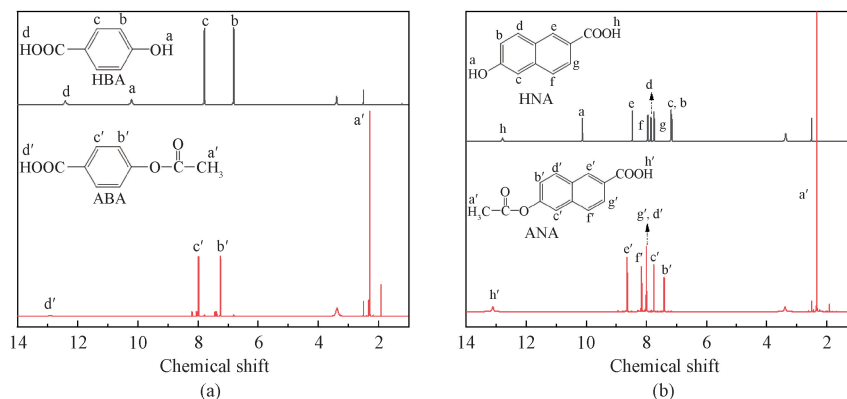 c b
d a
HOOC OH
HBA
c b
d a
c′ b′
d′ O a′
HOOC O C CH3
ABA
a′
c′
b′
d′
14 12 10 8 6 4 2
Chemical shift
(a)
d e h
b COOH
a g
HO c f
HNA
d
e f g c, b
a
h
h′
d′ e′ COOH
b′
a′ O
H3C C O c′ f′ g′
ANA
g′, d′
a′
e′ f′ c′
b′
h′
14 12 10 8 6 4 2
Chemical shift
(b)